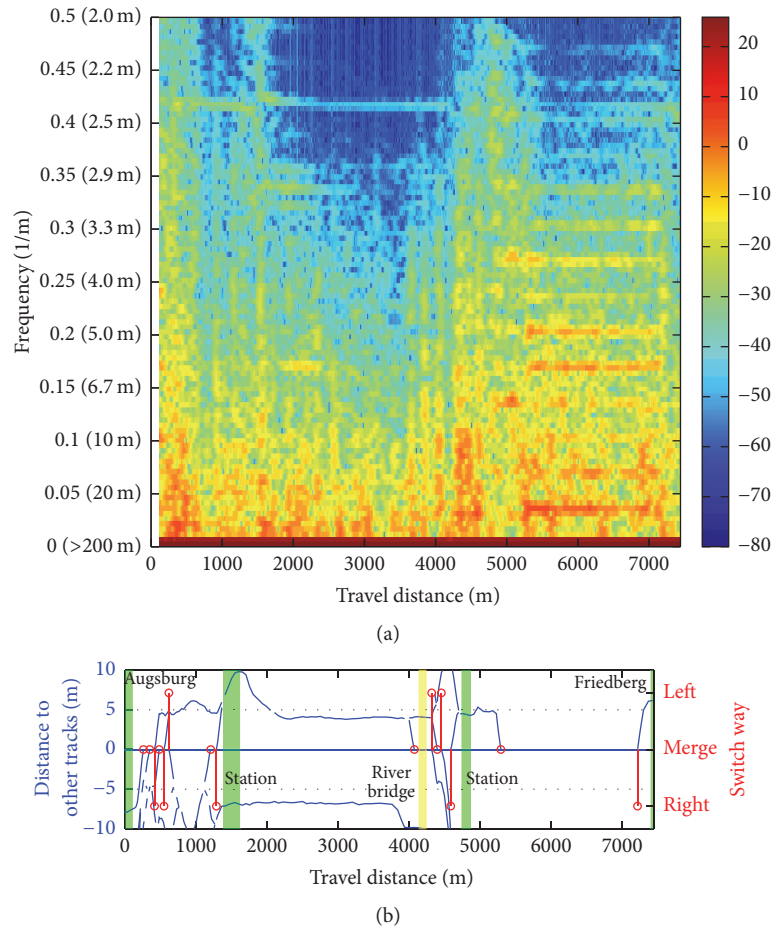 0.5 (2.0 m)
0.45 (2.2 m)
0.4 (2.5 m)
0.35 (2.9 m)
0.3 (3.3 m)
0.25 (4.0 m)
0.2 (5.0 m)
0.15 (6.7 m)
0.1 (10 m)
0.05 (20 m)
0 (>200 m)
Frequency (1/m)
0 1000 2000 3000 4000 5000 6000 7000
Travel distance (m)
20
10
0
−10
−20
−30
−40
−50
−60
−70
−80
(a)
10
5
0
−5
−10
Distance to
other tracks (m)
Augsburg
Station
River
bridge
Station
Friedberg
Left
Merge
Right
Switch way
0 1000 2000 3000 4000 5000 6000 7000
Travel distance (m)
(b)